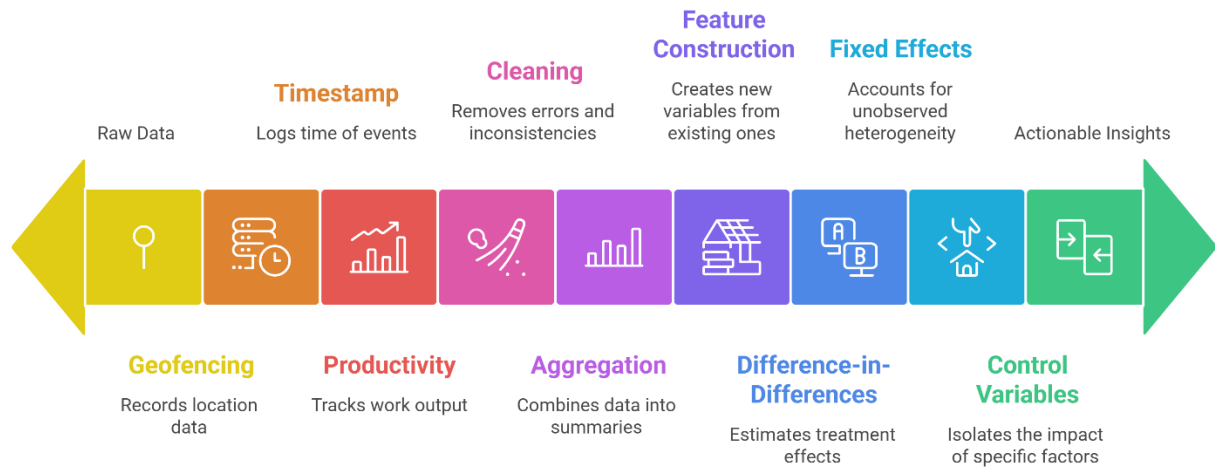 Feature
Construction
Creates new
variables from
existing ones
Fixed Effects
Accounts for
unobserved
heterogeneity
Cleaning
Removes errors and
inconsistencies
Timestamp
Logs time of events
Raw Data
Actionable Insights
A
B
Geofencing
Records location
data
Productivity
Tracks work output
Aggregation
Combines data into
summaries
Difference-in-
Differences
Estimates treatment
effects
Control
Variables
Isolates the impact
of specific factors